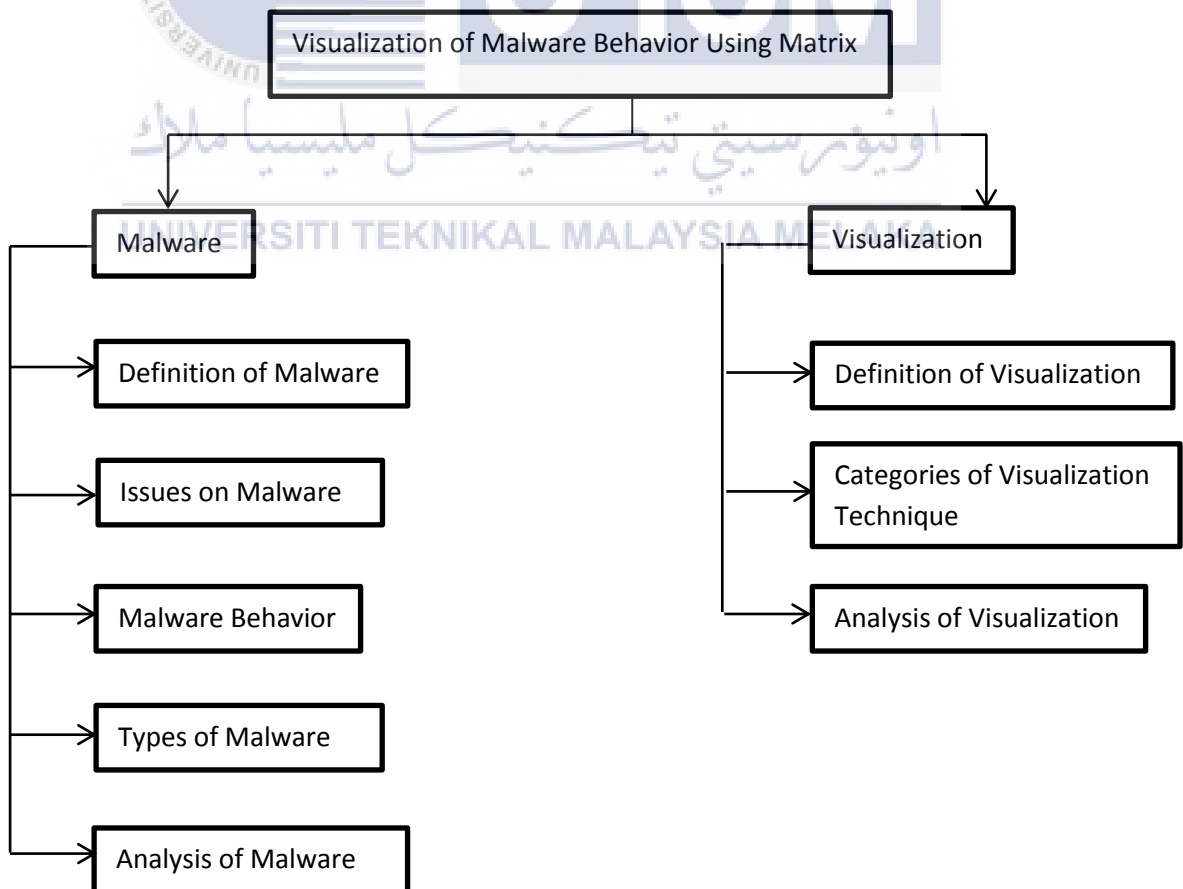 Visualization of Malware Behavior Using Matrix
اونيۏرسيتي تيكنيكل مليسيا ملاك
UNIVERSITI TEKNIKAL MALAYSIA MELAKA
Malware
Visualization
Definition of Malware
Issues on Malware
Malware Behavior
Types of Malware
Analysis of Malware
Definition of Visualization
Categories of Visualization
Technique
Analysis of Visualization